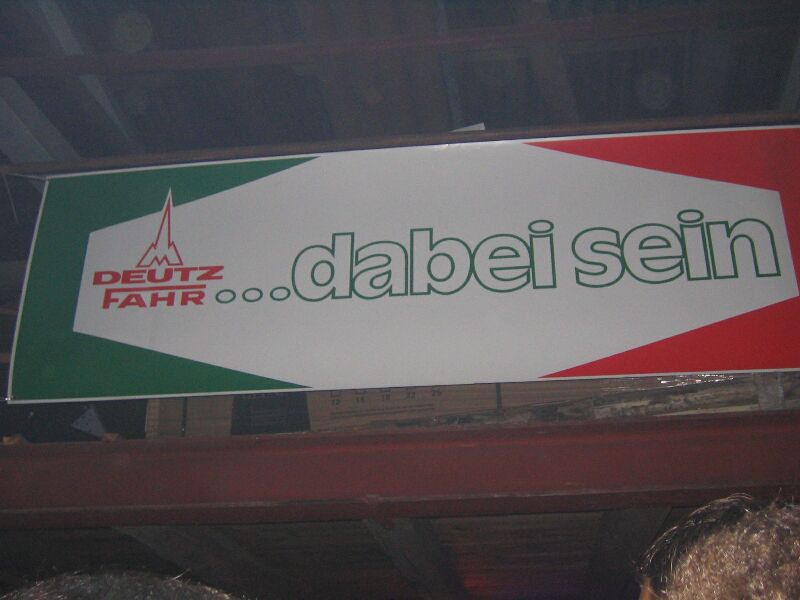 DEUTZ
FAHR
...dabei sein